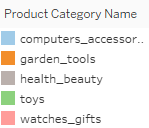 Product Category Name
computers_accessor..
garden_tools
health_beauty
toys
watches_gifts